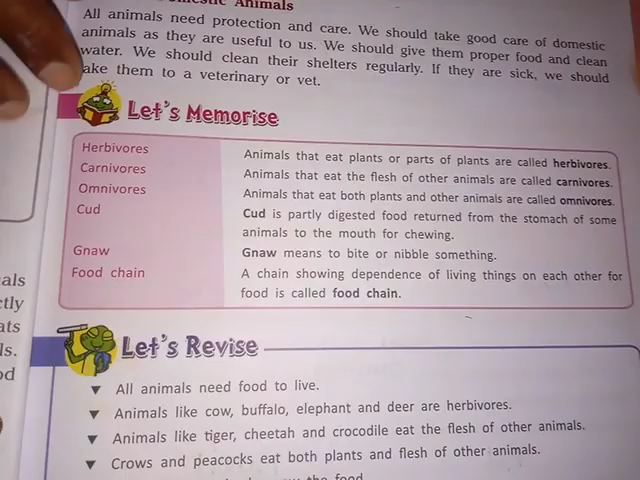 Animals
All animals need protection and care. We should take good care of domestic
animals as they are useful to us. We should give them proper food and clean
water. We should clean their shelters regularly. If they are sick, we should
ake them to a veterinary or vet.
Let's Memorise
Herbivores Animals that eat plants or parts of plants are called herbivores.
Carnivores Animals that eat the flesh of other animals are called carnivores.
Omnivores Animals that eat both plants and other animals are called omnivores.
Cud Cud is partly digested food returned from the stomach of some
animals to the mouth for chewing.
Gnaw Gnaw means to bite or nibble something.
Food chain A chain showing dependence of living things on each other for
food is called food chain.
Let's Revise
▼ All animals need food to live.
▼ Animals like cow, buffalo, elephant and deer are herbivores.
▼ Animals like tiger, cheetah and crocodile eat the flesh of other animals.
▼ Crows and peacocks eat both plants and flesh of other animals.
the food